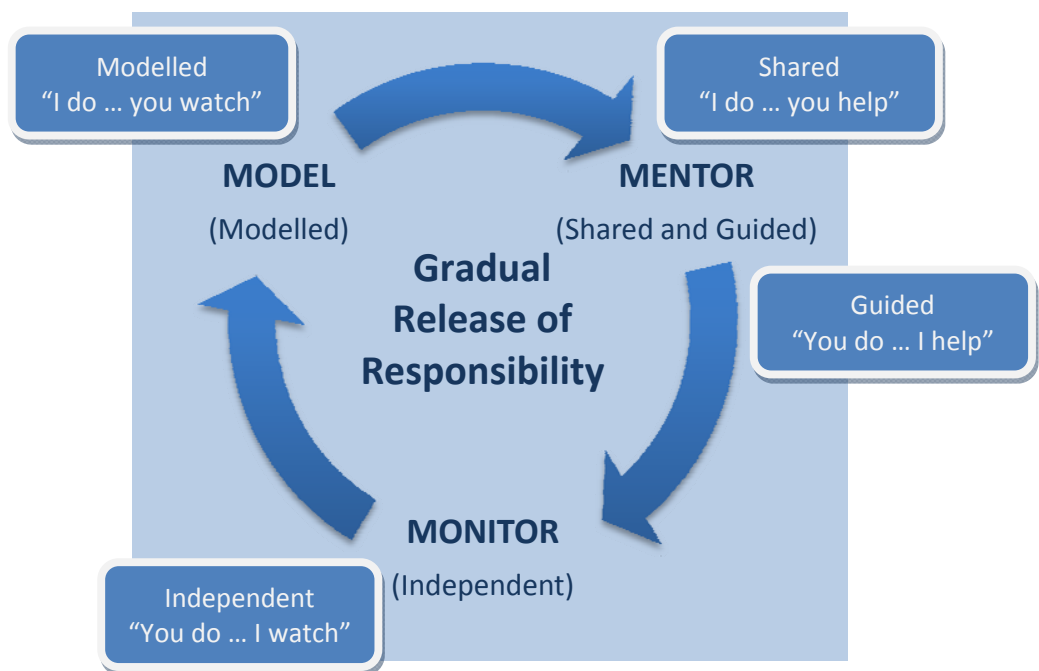 Modelled
“I do … you watch”
Shared
“I do … you help”
MODEL
(Modelled)
MENTOR
(Shared and Guided)
Gradual
Release of
Responsibility
Guided
“You do … I help”
MONITOR
(Independent)
Independent
“You do … I watch”